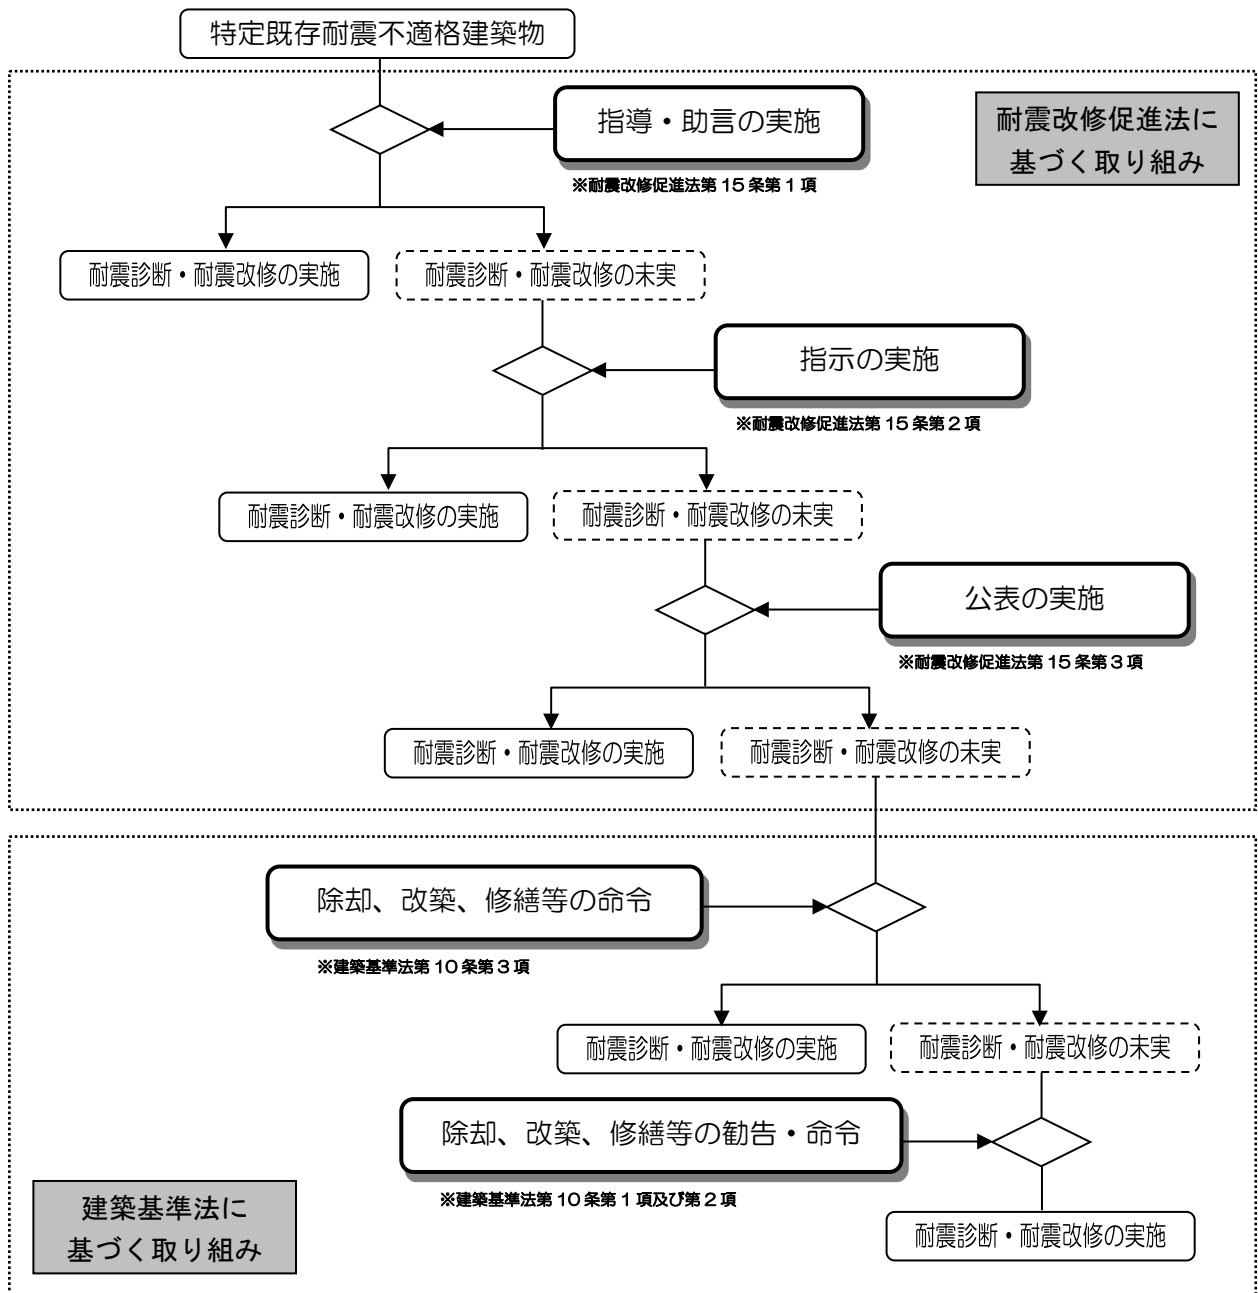 特定既存耐震不適格建築物
指導・助言の実施
耐震改修促進法に
基づく取り組み
※耐震改修促進法第15条第1項
耐震診断・耐震改修の実施
耐震診断・耐震改修の未実
指示の実施
※耐震改修促進法第15条第2項
耐震診断・耐震改修の実施
耐震診断・耐震改修の未実
公表の実施
※耐震改修促進法第15条第3項
耐震診断・耐震改修の実施
耐震診断・耐震改修の未実
除却、改築、修繕等の命令
※建築基準法第10条第3項
耐震診断・耐震改修の実施
耐震診断・耐震改修の未実
除却、改築、修繕等の勧告・命令
※建築基準法第10条第1項及び第2項
建築基準法に
基づく取り組み
耐震診断・耐震改修の実施